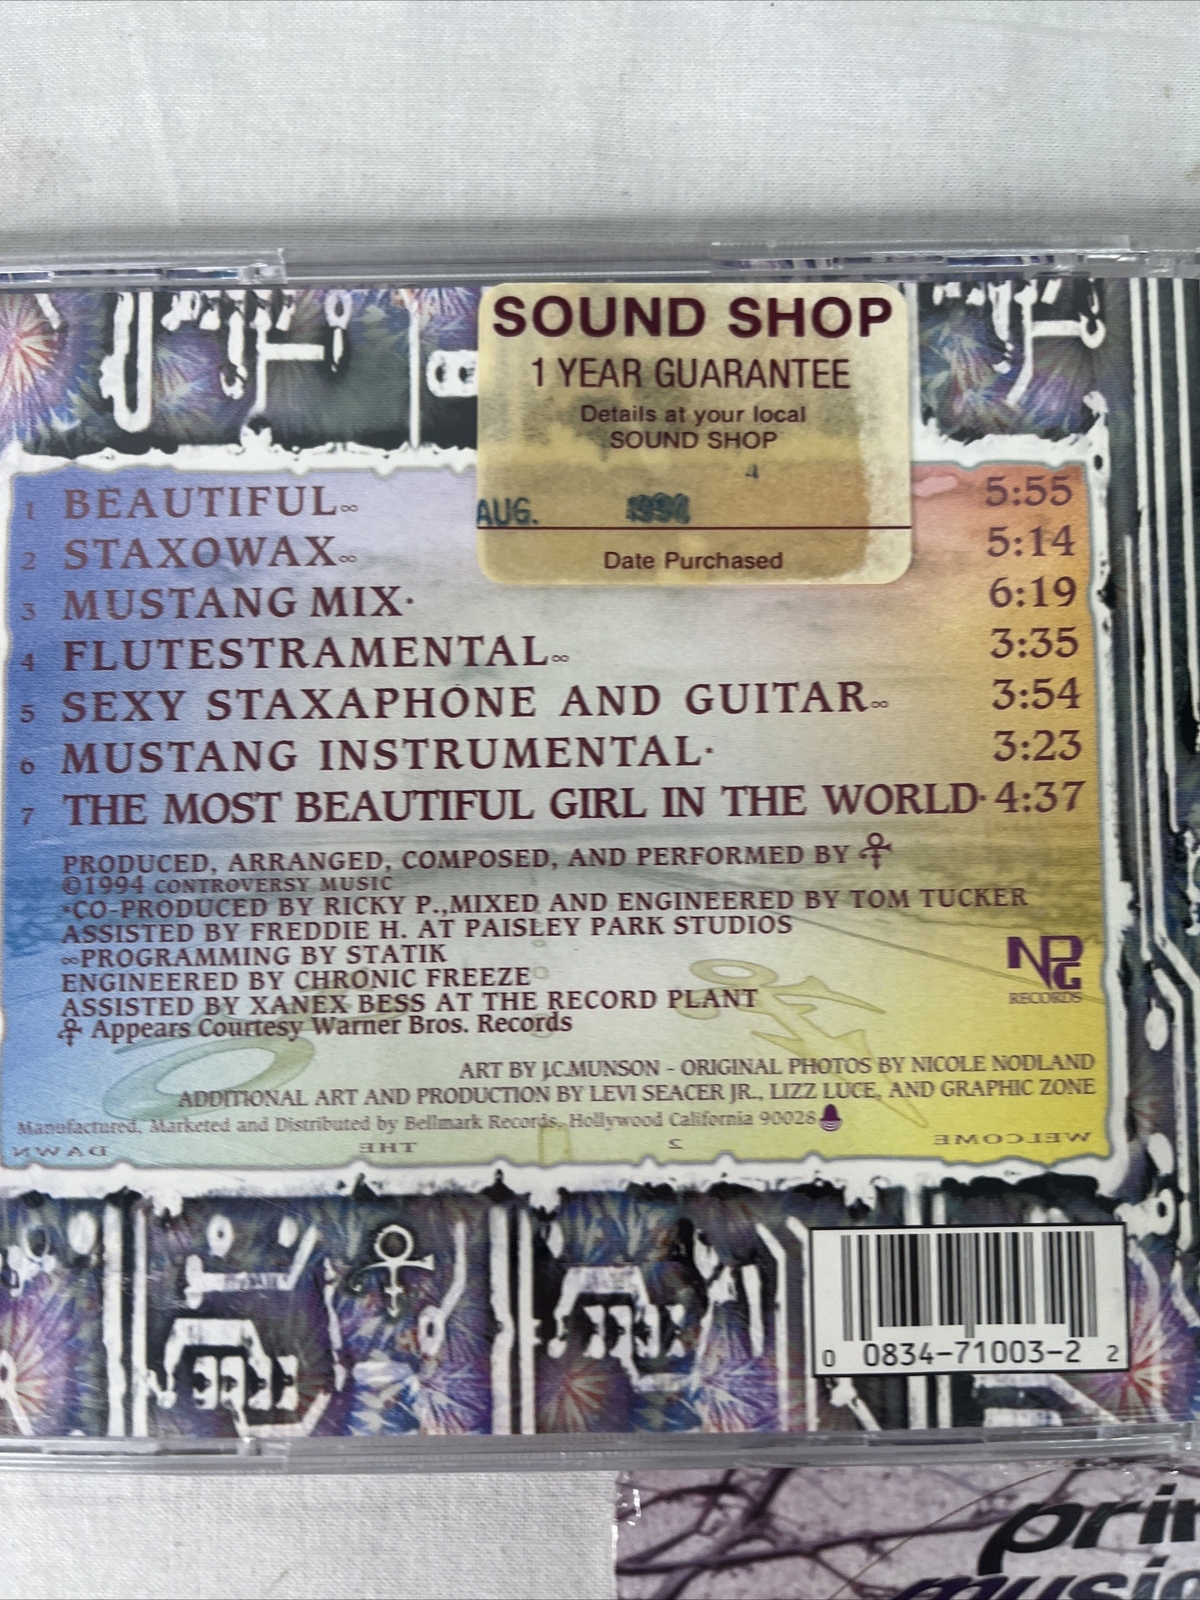 SOUND SHOP
1 YEAR GUARANTEE
Details at your local
SOUND SHOP
4
AUG. 1994
Date Purchased
1 BEAUTIFUL∞ 5:55
2 STAXOWAX∞ 5:14
3 MUSTANG MIX· 6:19
4 FLUTESTRAMENTAL∞ 3:35
5 SEXY STAXAPHONE AND GUITAR∞ 3:54
6 MUSTANG INSTRUMENTAL· 3:23
7 THE MOST BEAUTIFUL GIRL IN THE WORLD· 4:37
PRODUCED, ARRANGED, COMPOSED, AND PERFORMED BY
©1994 CONTROVERSY MUSIC
·CO-PRODUCED BY RICKY P.,MIXED AND ENGINEERED BY TOM TUCKER
ASSISTED BY FREDDIE H. AT PAISLEY PARK STUDIOS
∞PROGRAMMING BY STATIK
ENGINEERED BY CHRONIC FREEZE
ASSISTED BY XANEX BESS AT THE RECORD PLANT
Appears Courtesy Warner Bros. Records
NPG
RECORDS
ART BY J.C.MUNSON - ORIGINAL PHOTOS BY NICOLE NODLAND
ADDITIONAL ART AND PRODUCTION BY LEVI SEACER JR., LIZZ LUCE, AND GRAPHIC ZONE
Manufactured, Marketed and Distributed by Bellmark Records, Hollywood California 90028
DAWN THE 2 WELCOME
0 0834-71003-2 2
prin
music